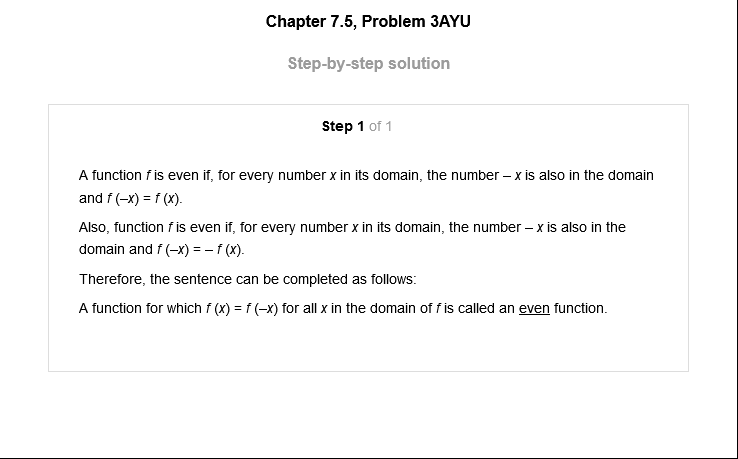 Chapter 7.5, Problem 3AYU
Step-by-step solution
Step 1 of 1
A function f is even if, for every number x in its domain, the number – x is also in the domain
and f (–x) = f (x).
Also, function f is even if, for every number x in its domain, the number – x is also in the
domain and f (–x) = – f (x).
Therefore, the sentence can be completed as follows:
A function for which f (x) = f (–x) for all x in the domain of f is called an even function.